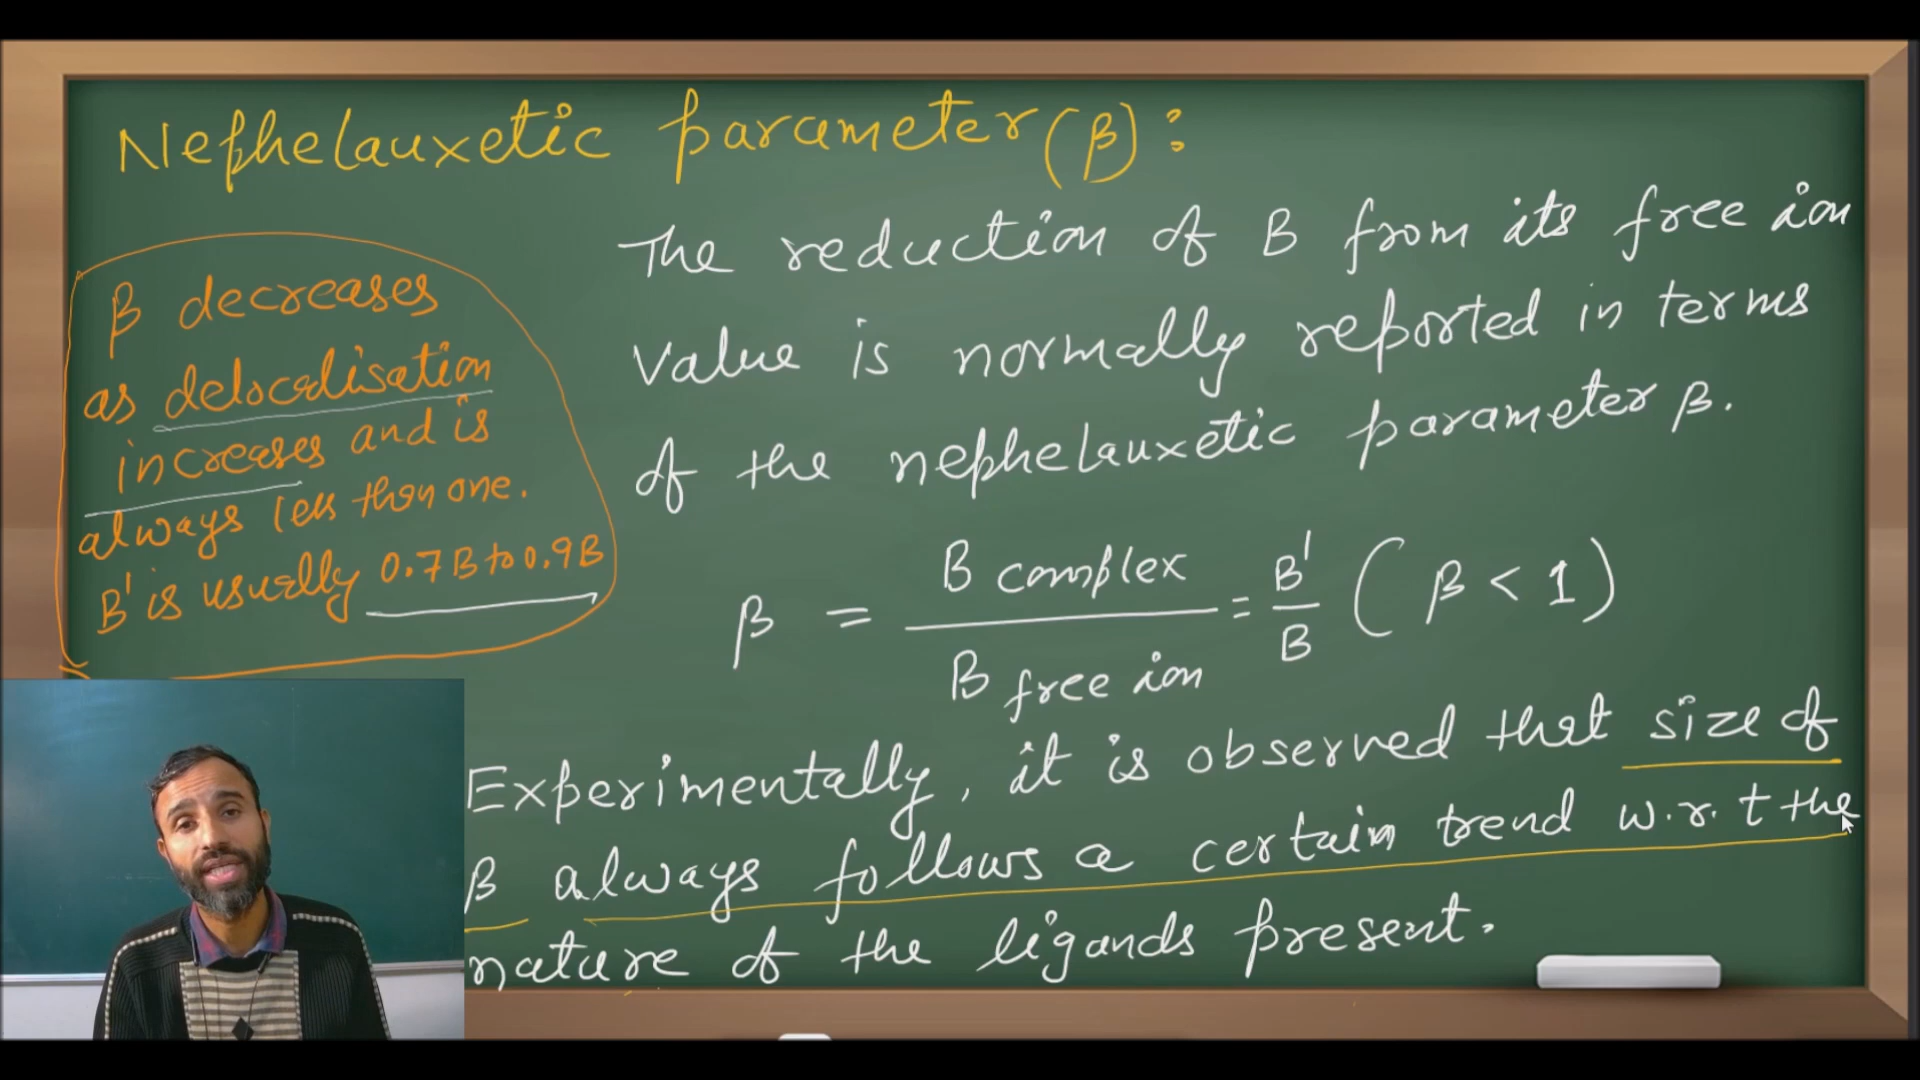 Nephelauxetic parameter (β):
The reduction of B from its free ion
value is normally reported in terms
of the nephelauxetic parameter β.
β = B complex / B free ion = B' / B ( β < 1 )
β decreases
as delocalisation
increases and is
always less than one.
B' is usually 0.7B to 0.9B
Experimentally, it is observed that size of
β always follows a certain trend w.r.t the
nature of the ligands present.